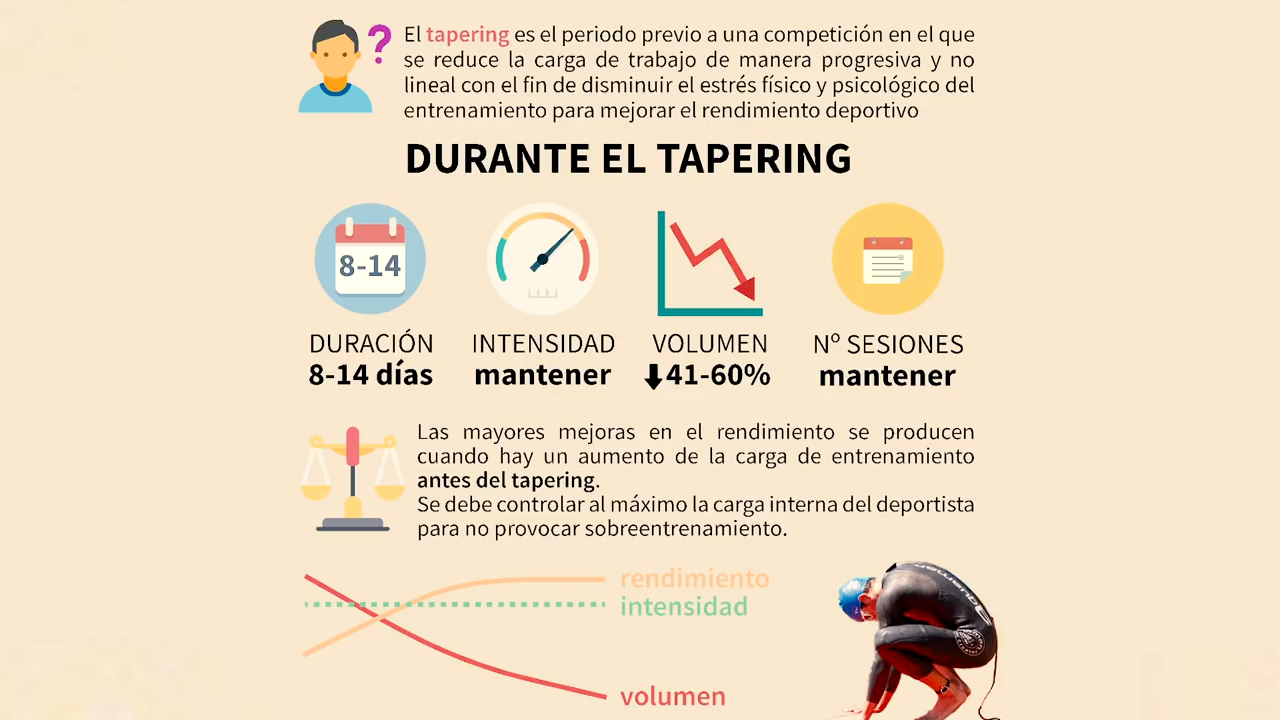 El tapering es el periodo previo a una competición en el que
se reduce la carga de trabajo de manera progresiva y no
lineal con el fin de disminuir el estrés físico y psicológico del
entrenamiento para mejorar el rendimiento deportivo
DURANTE EL TAPERING
8-14
DURACIÓN
8-14 días
INTENSIDAD
mantener
VOLUMEN
41-60%
Nº SESIONES
mantener
Las mayores mejoras en el rendimiento se producen
cuando hay un aumento de la carga de entrenamiento
antes del tapering.
Se debe controlar al máximo la carga interna del deportista
para no provocar sobreentrenamiento.
rendimiento
intensidad
volumen